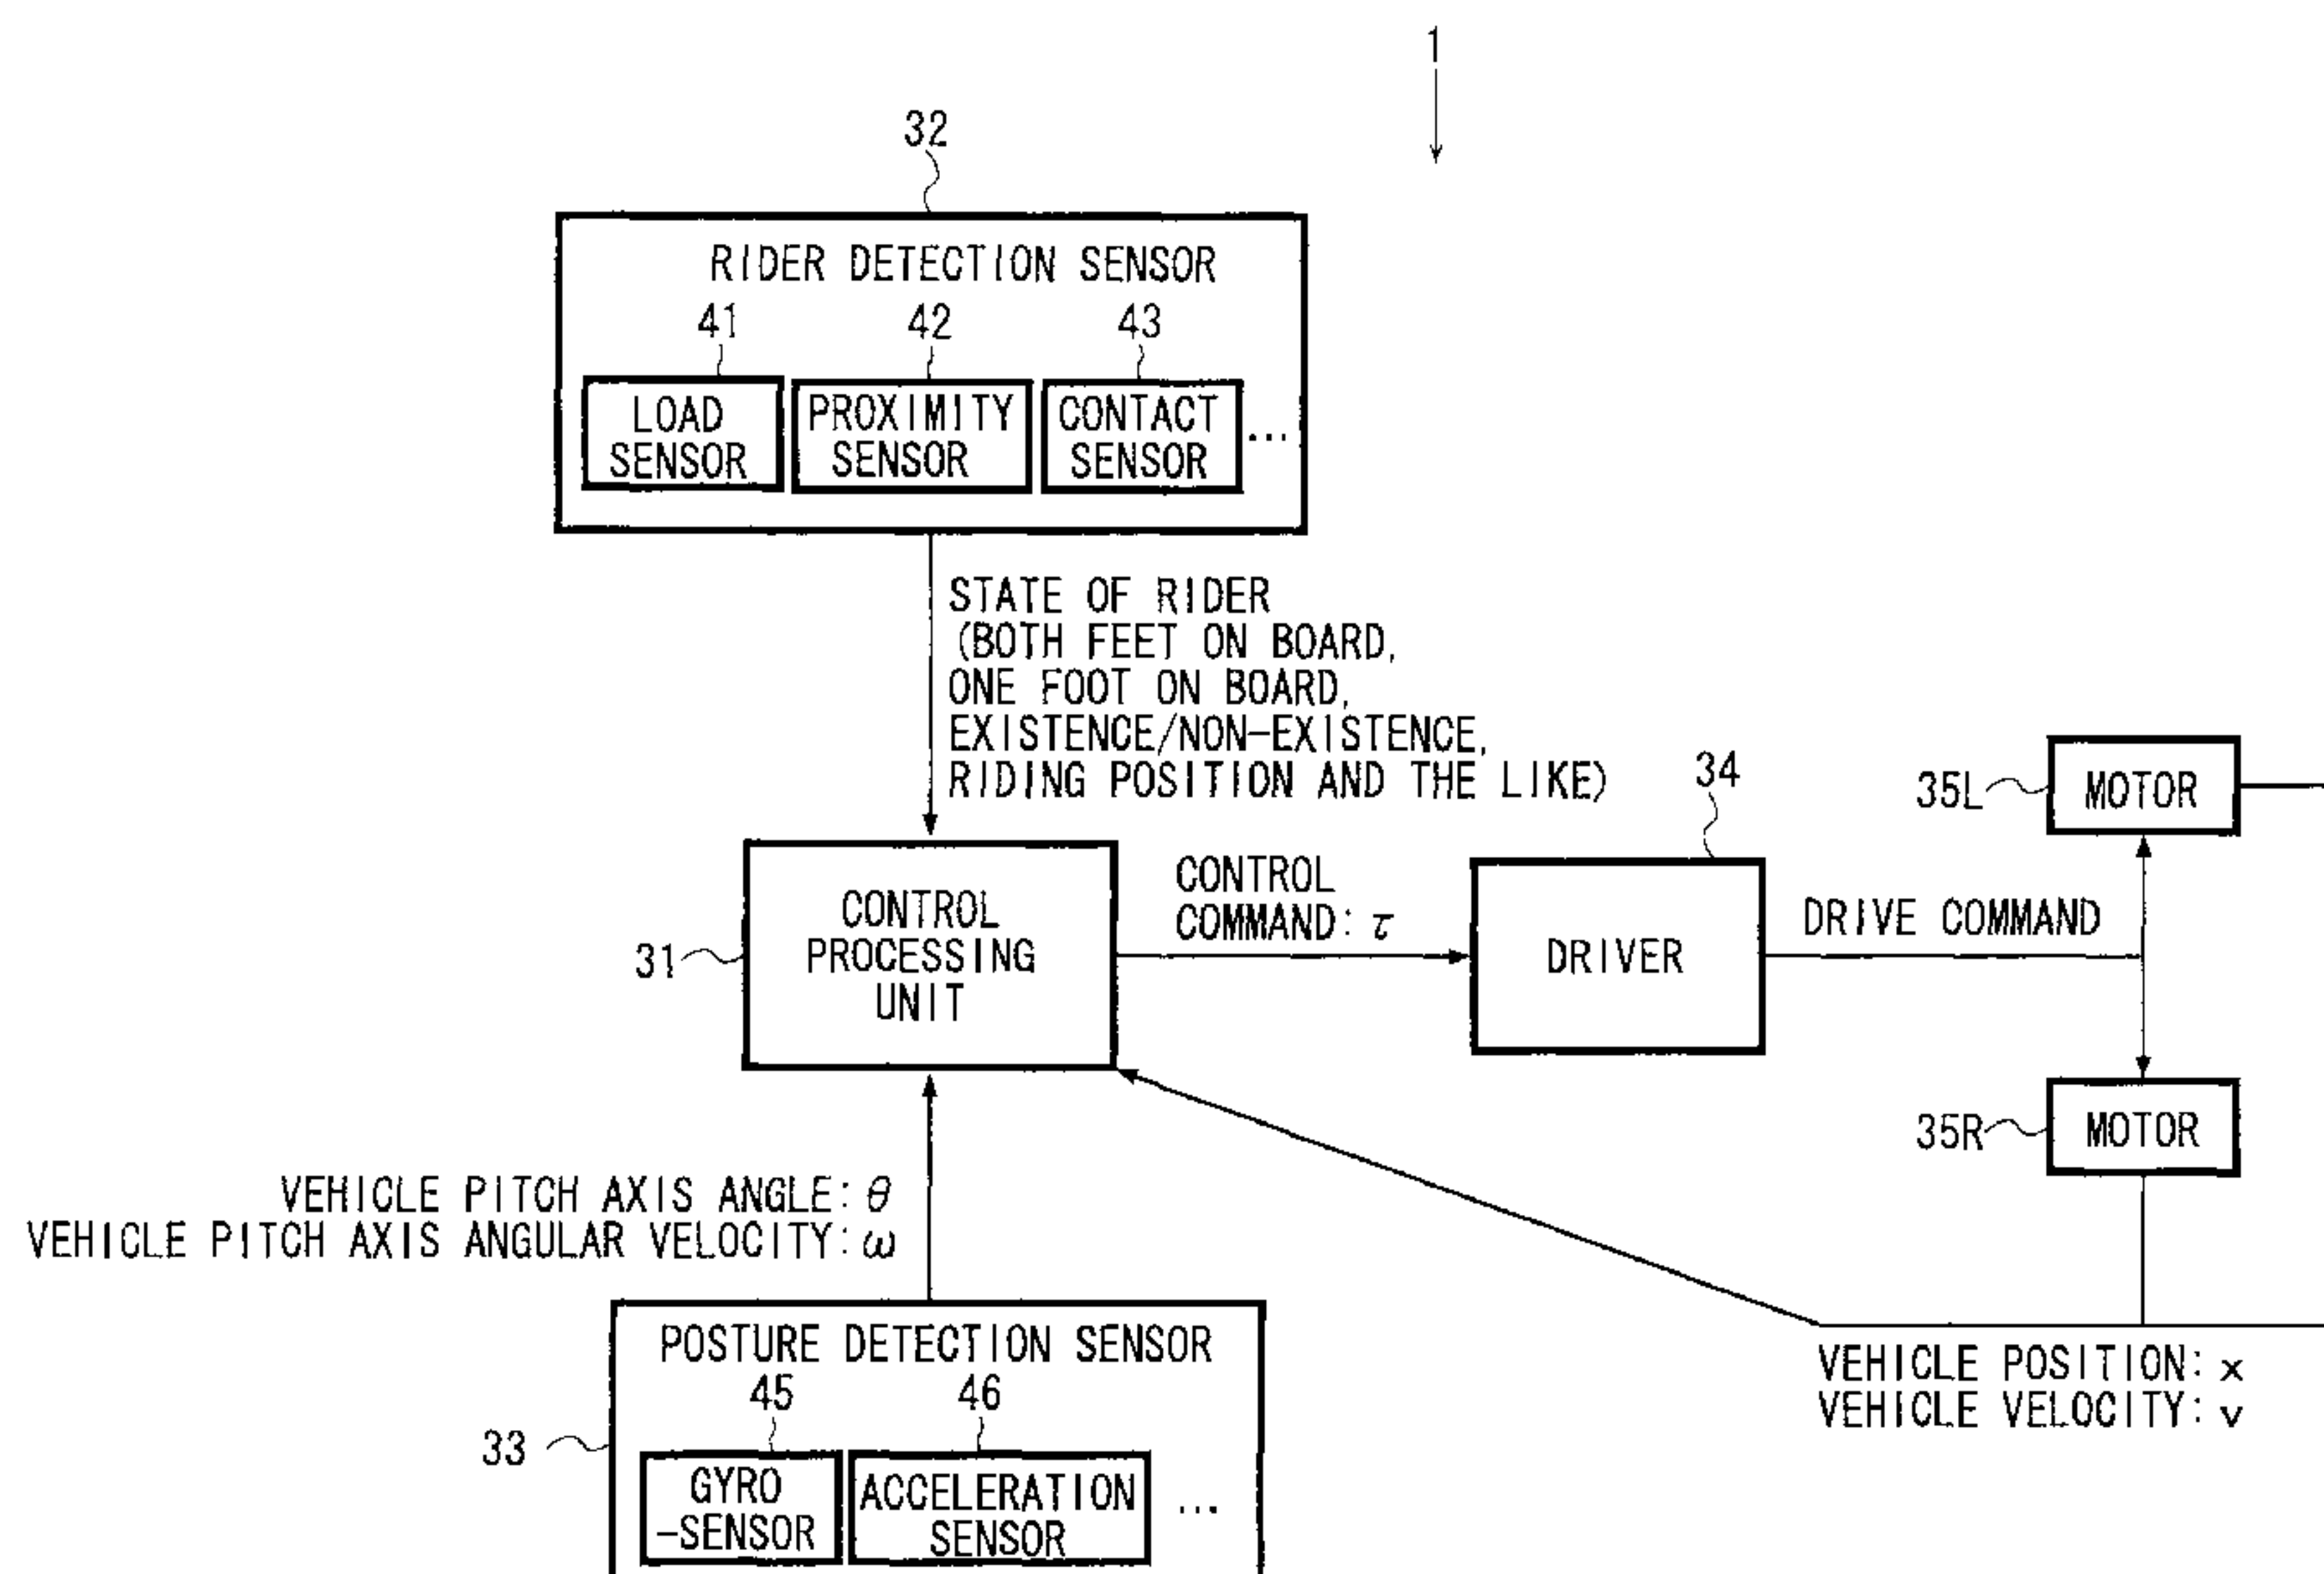 1
32
RIDER DETECTION SENSOR
41
42
43
LOAD
SENSOR
PROXIMITY
SENSOR
CONTACT
SENSOR
...
STATE OF RIDER
(BOTH FEET ON BOARD,
ONE FOOT ON BOARD,
EXISTENCE/NON-EXISTENCE,
RIDING POSITION AND THE LIKE)
34
35L
MOTOR
CONTROL
PROCESSING
UNIT
31
CONTROL
COMMAND: τ
DRIVER
DRIVE COMMAND
35R
MOTOR
VEHICLE PITCH AXIS ANGLE: θ
VEHICLE PITCH AXIS ANGULAR VELOCITY: ω
POSTURE DETECTION SENSOR
45
46
33
GYRO
-SENSOR
ACCELERATION
SENSOR
...
VEHICLE POSITION: x
VEHICLE VELOCITY: v